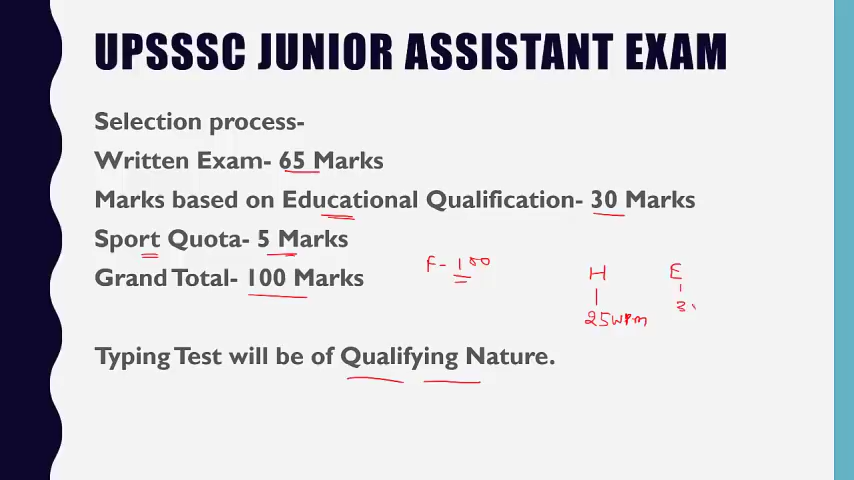 UPSSSC JUNIOR ASSISTANT EXAM
Selection process-
Written Exam- 65 Marks
Marks based on Educational Qualification- 30 Marks
Sport Quota- 5 Marks
Grand Total- 100 Marks
F- 100
H E
25wpm 3
Typing Test will be of Qualifying Nature.